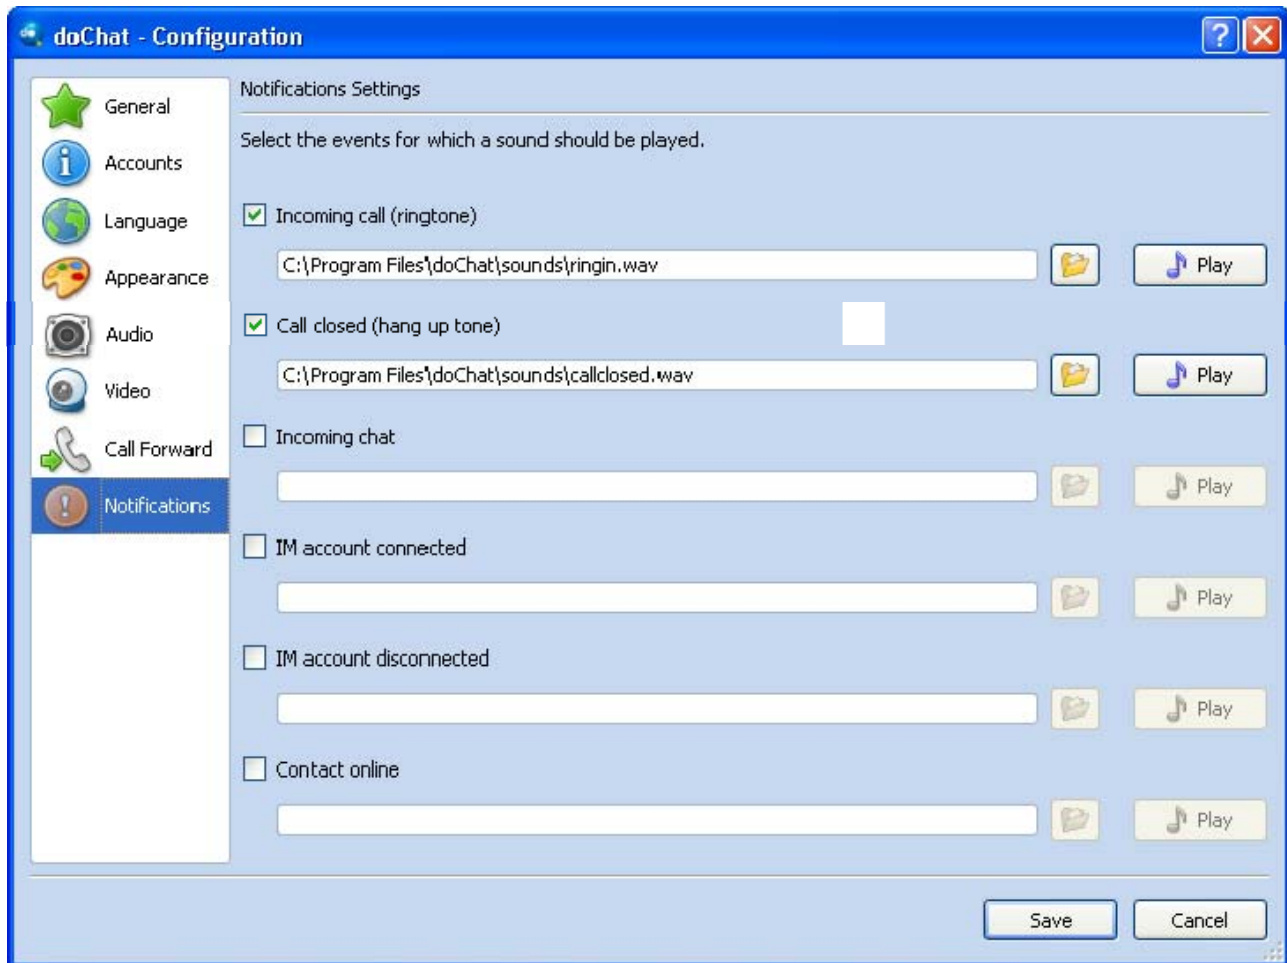 doChat - Configuration
General
Accounts
Language
Appearance
Audio
Video
Call Forward
Notifications
Notifications Settings
Select the events for which a sound should be played.
Incoming call (ringtone)
C:\Program Files\doChat\sounds\ringin.wav
Play
Call closed (hang up tone)
C:\Program Files\doChat\sounds\callclosed.wav
Play
Incoming chat
Play
IM account connected
Play
IM account disconnected
Play
Contact online
Play
Save
Cancel